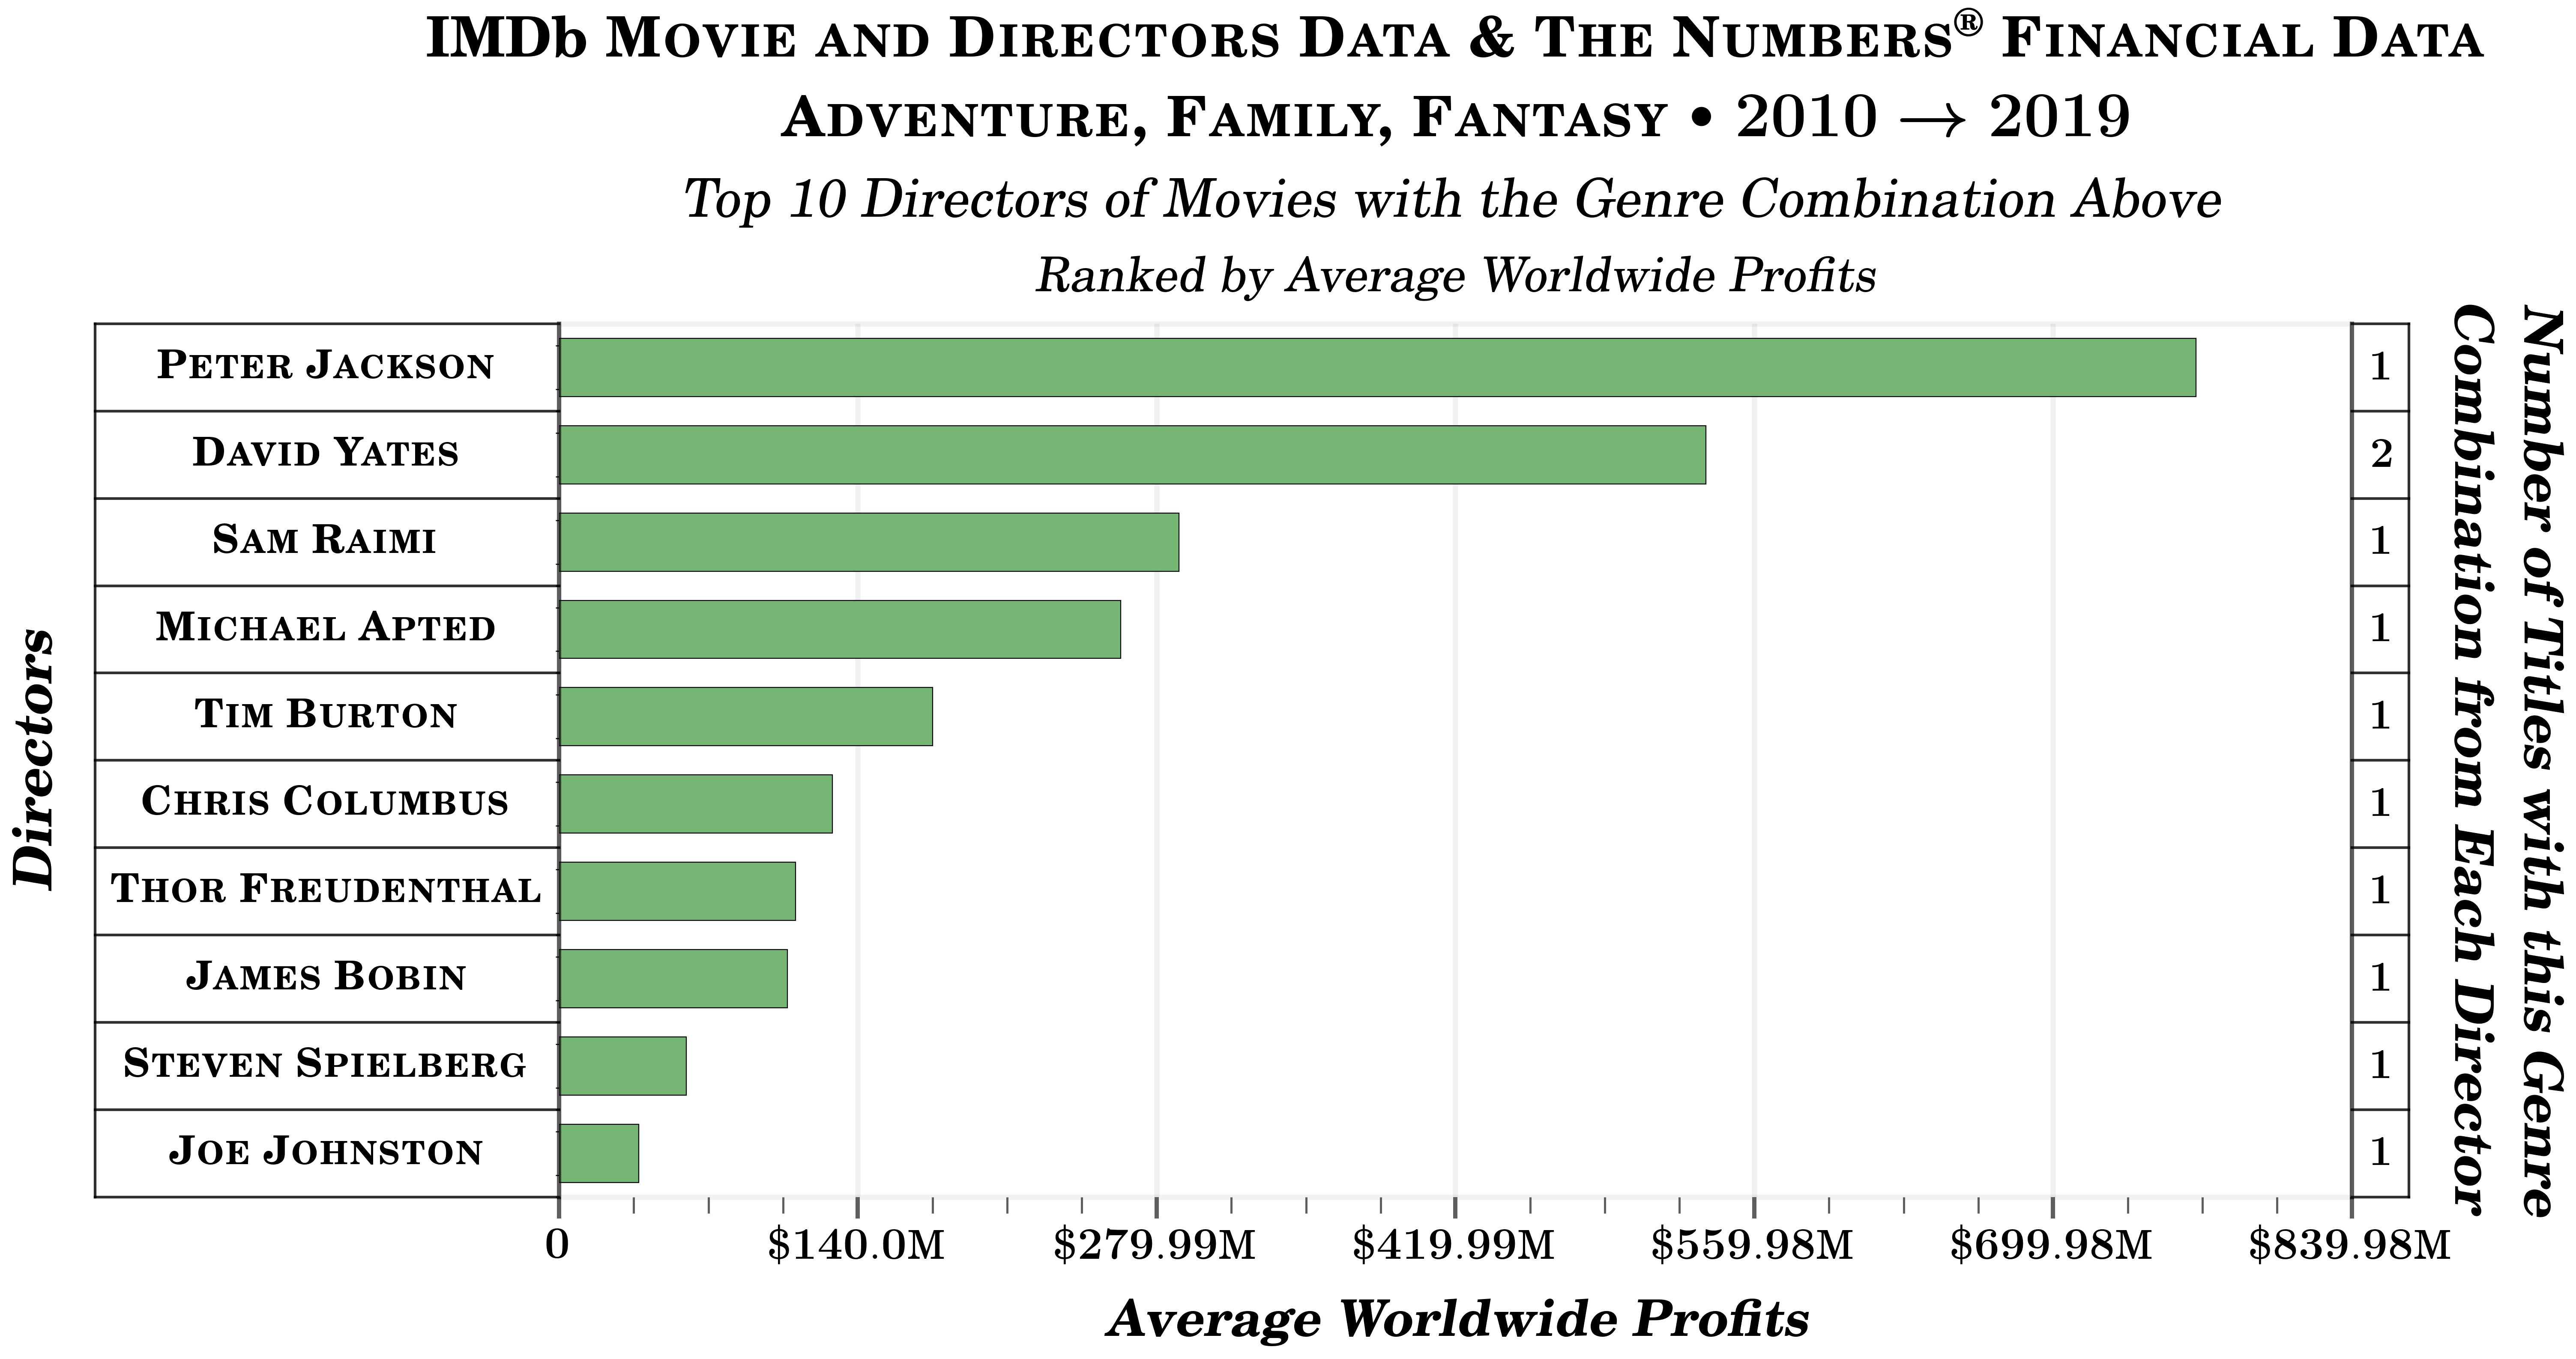 IMDb Movie and Directors Data & The Numbers® Financial Data
Adventure, Family, Fantasy • 2010 → 2019
Top 10 Directors of Movies with the Genre Combination Above
Ranked by Average Worldwide Profits
Directors
Peter Jackson
1
David Yates
2
Sam Raimi
1
Michael Apted
1
Tim Burton
1
Chris Columbus
1
Thor Freudenthal
1
James Bobin
1
Steven Spielberg
1
Joe Johnston
1
Number of Titles with this Genre
Combination from Each Director
0 $140.0M $279.99M $419.99M $559.98M $699.98M $839.98M
Average Worldwide Profits